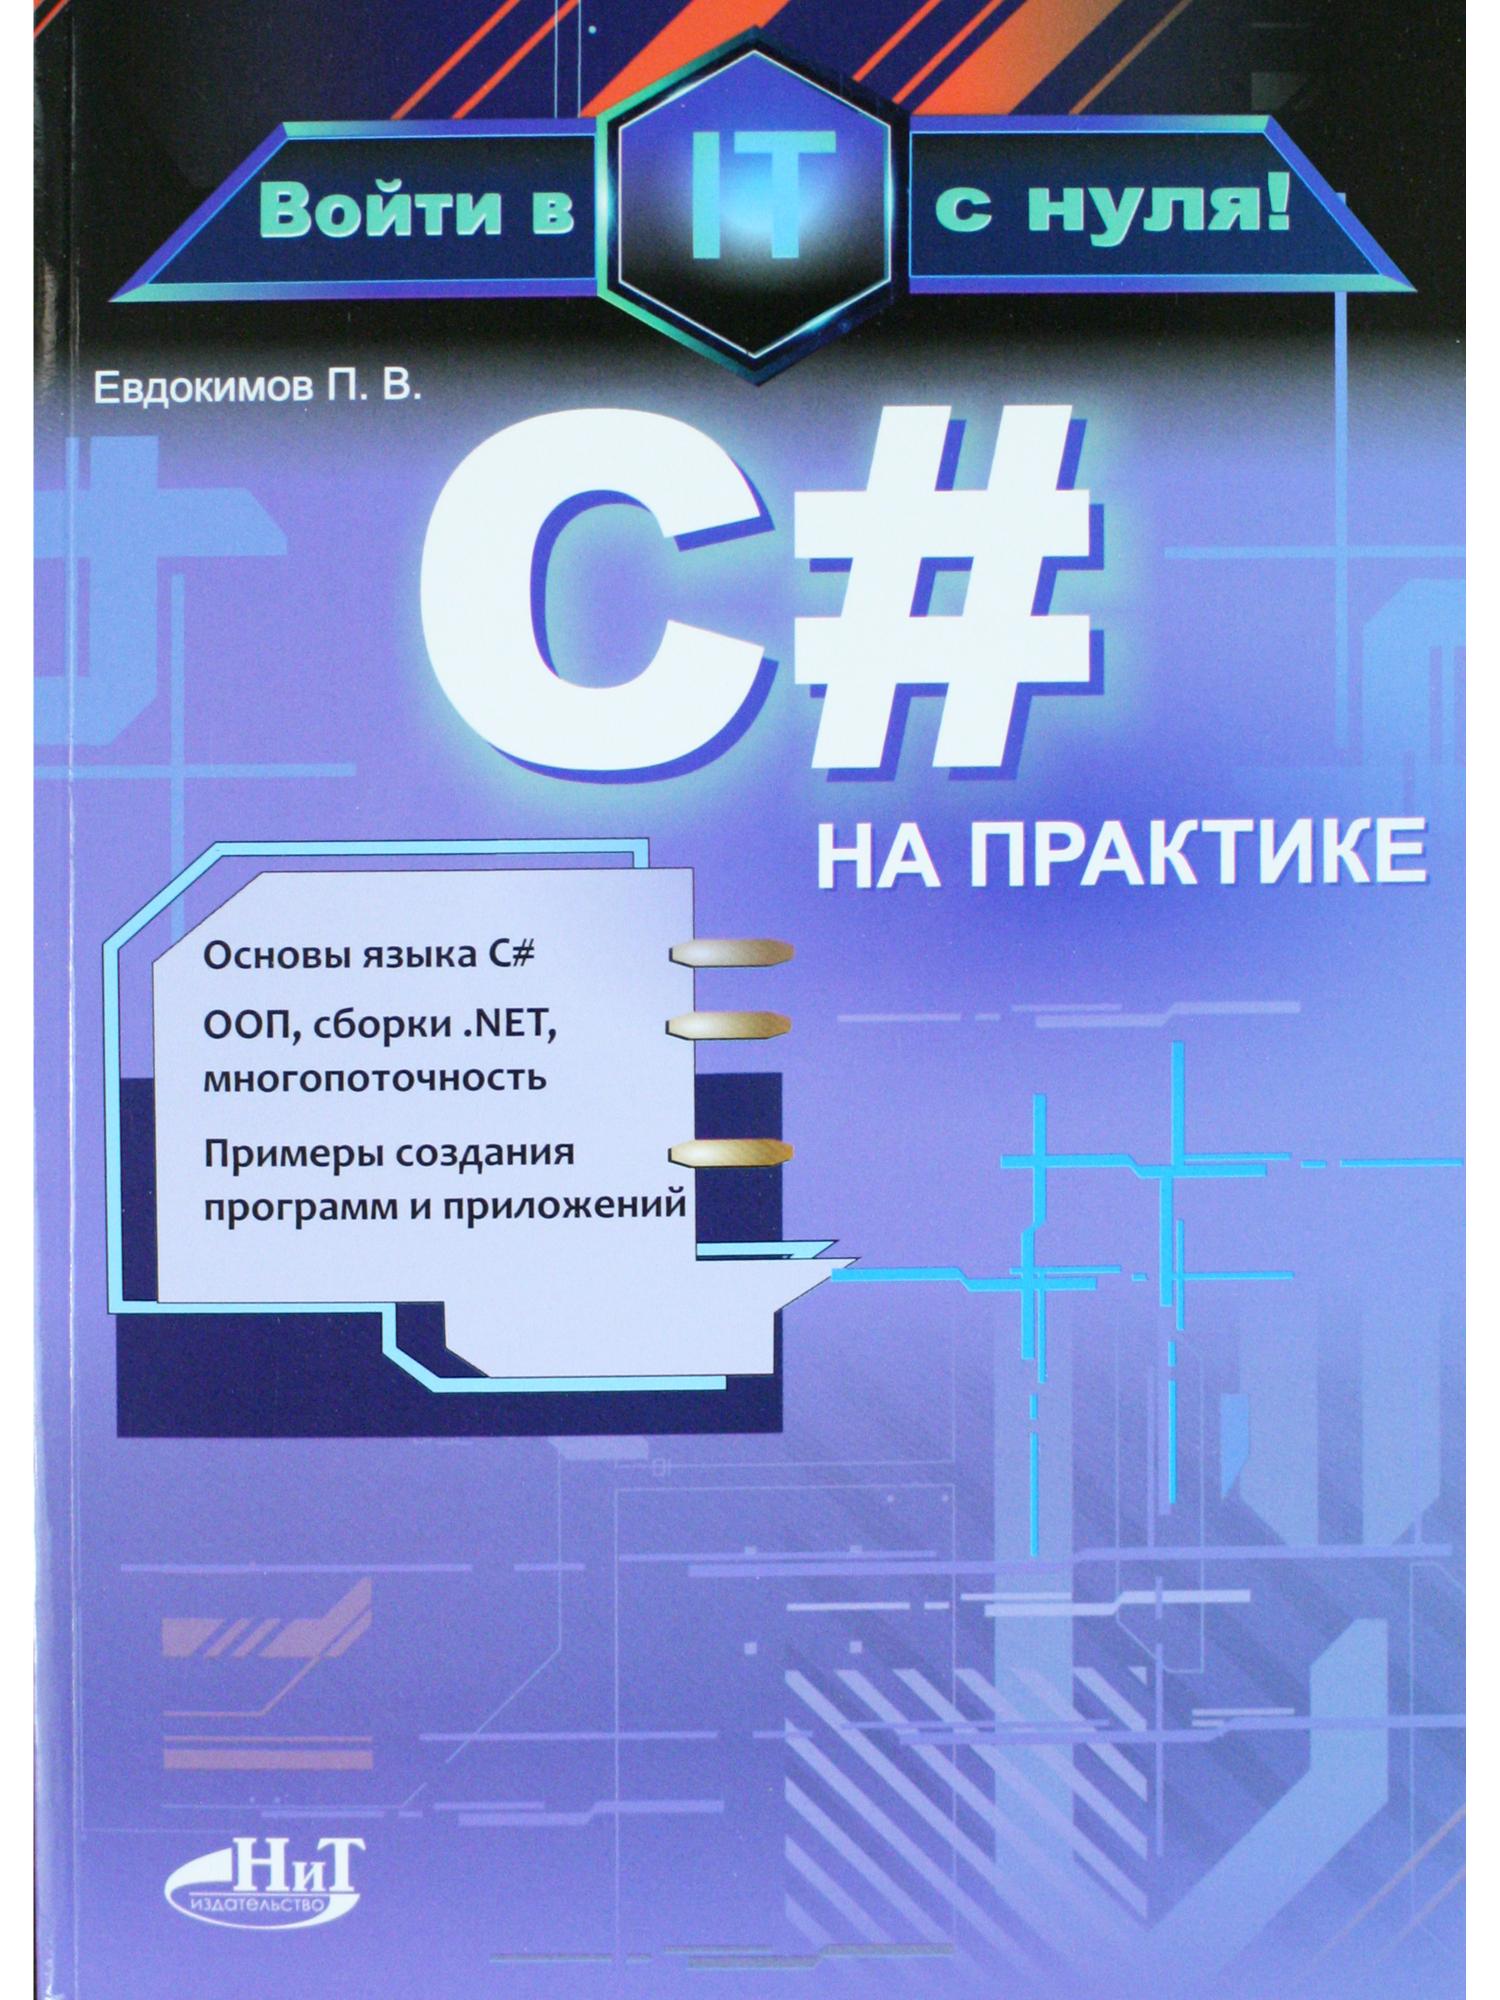 Войти в IT с нуля!
Евдокимов П. В.
C#
НА ПРАКТИКЕ
Основы языка C#
ООП, сборки .NET,
многопоточность
Примеры создания
программ и приложений
НиТ
издательство